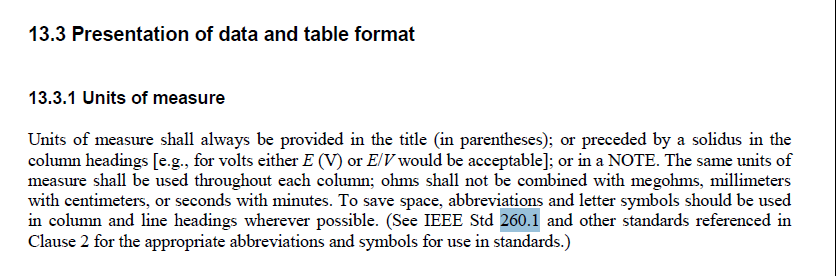 13.3 Presentation of data and table format
13.3.1 Units of measure
Units of measure shall always be provided in the title (in parentheses); or preceded by a solidus in the
column headings [e.g., for volts either E (V) or E/V would be acceptable]; or in a NOTE. The same units of
measure shall be used throughout each column; ohms shall not be combined with megohms, millimeters
with centimeters, or seconds with minutes. To save space, abbreviations and letter symbols should be used
in column and line headings wherever possible. (See IEEE Std 260.1 and other standards referenced in
Clause 2 for the appropriate abbreviations and symbols for use in standards.)